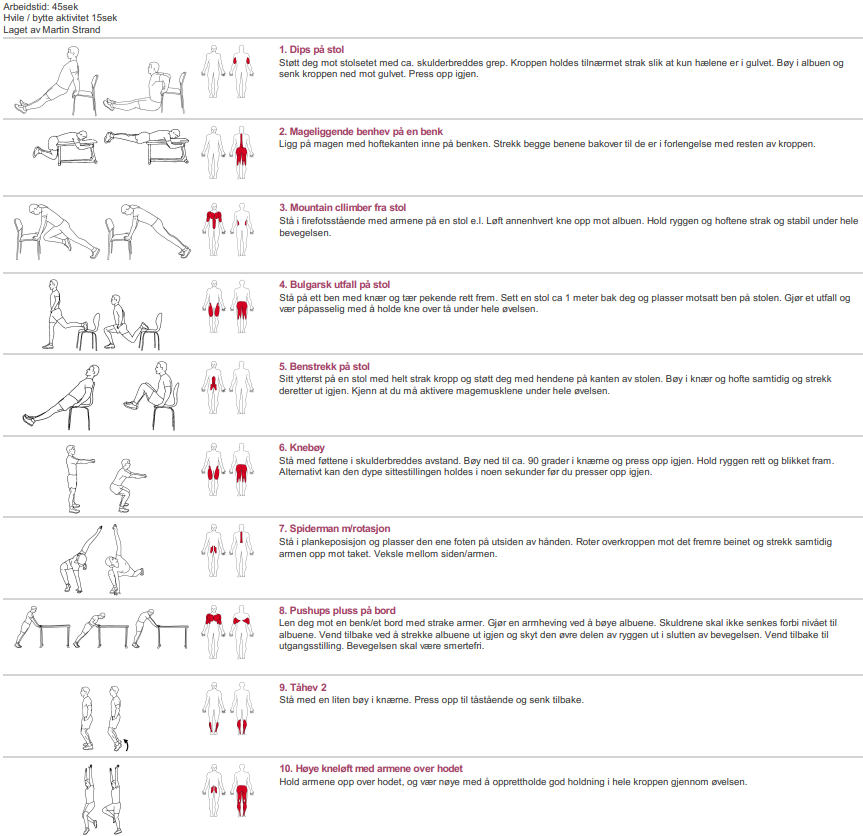 Arbeidstid: 45sek
Hvile / bytte aktivitet 15sek
Laget av Martin Strand
1. Dips på stol
Støtt deg mot stolsetet med ca. skulderbreddes grep. Kroppen holdes tilnærmet strak slik at kun hælene er i gulvet. Bøy i albuen og
senk kroppen ned mot gulvet. Press opp igjen.
2. Mageliggende benhev på en benk
Ligg på magen med hoftekanten inne på benken. Strekk begge benene bakover til de er i forlengelse med resten av kroppen.
3. Mountain cllimber fra stol
Stå i firefotsstående med armene på en stol e.l. Løft annenhvert kne opp mot albuen. Hold ryggen og hoftene strak og stabil under hele
bevegelsen.
4. Bulgarsk utfall på stol
Stå på ett ben med knær og tær pekende rett frem. Sett en stol ca 1 meter bak deg og plasser motsatt ben på stolen. Gjør et utfall og
vær påpasselig med å holde kne over tå under hele øvelsen.
5. Benstrekk på stol
Sitt ytterst på en stol med helt strak kropp og støtt deg med hendene på kanten av stolen. Bøy i knær og hofte samtidig og strekk
deretter ut igjen. Kjenn at du må aktivere magemusklene under hele øvelsen.
6. Knebøy
Stå med føttene i skulderbreddes avstand. Bøy ned til ca. 90 grader i knærne og press opp igjen. Hold ryggen rett og blikket fram.
Alternativt kan den dype sittestillingen holdes i noen sekunder før du presser opp igjen.
7. Spiderman m/rotasjon
Stå i plankeposisjon og plasser den ene foten på utsiden av hånden. Roter overkroppen mot det fremre beinet og strekk samtidig
armen opp mot taket. Veksle mellom siden/armen.
8. Pushups pluss på bord
Len deg mot en benk/et bord med strake armer. Gjør en armheving ved å bøye albuene. Skuldrene skal ikke senkes forbi nivået til
albuene. Vend tilbake ved å strekke albuene ut igjen og skyt den øvre delen av ryggen ut i slutten av bevegelsen. Vend tilbake til
utgangsstilling. Bevegelsen skal være smertefri.
9. Tåhev 2
Stå med en liten bøy i knærne. Press opp til tåstående og senk tilbake.
10. Høye kneløft med armene over hodet
Hold armene opp over hodet, og vær nøye med å opprettholde god holdning i hele kroppen gjennom øvelsen.